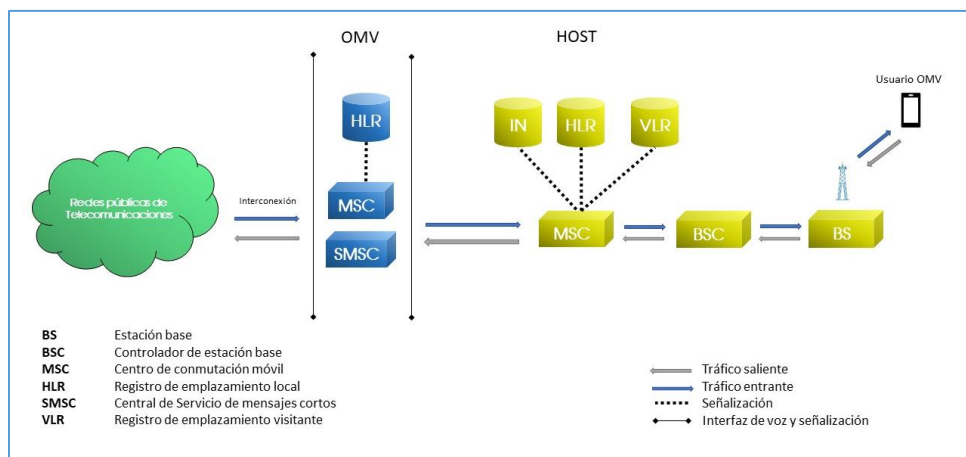 OMV
HOST
Usuario OMV
HLR
IN
HLR
VLR
Redes públicas de
Telecomunicaciones
Interconexión
MSC
SMSC
MSC
BSC
BS
BS Estación base
BSC Controlador de estación base
MSC Centro de conmutación móvil
HLR Registro de emplazamiento local
SMSC Central de Servicio de mensajes cortos
VLR Registro de emplazamiento visitante
Tráfico saliente
Tráfico entrante
Señalización
Interfaz de voz y señalización